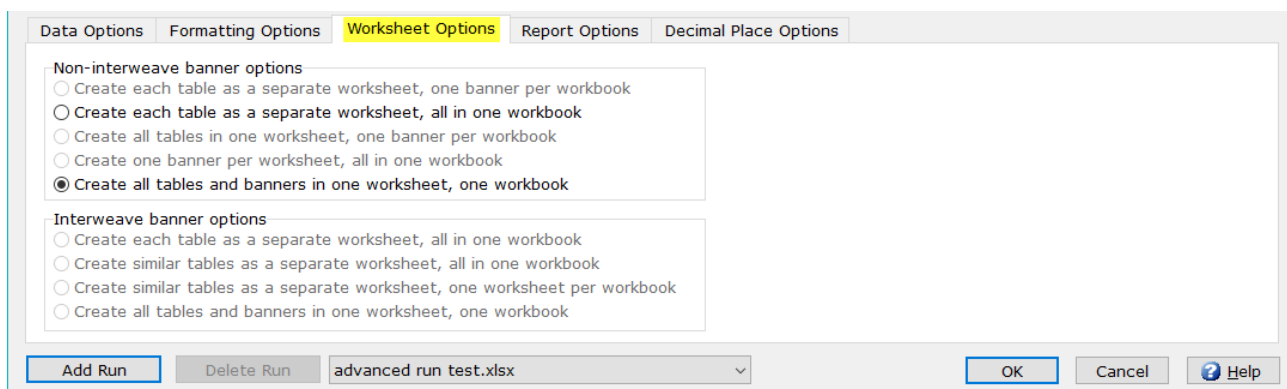 Data Options Formatting Options Worksheet Options Report Options Decimal Place Options
Non-interweave banner options
Create each table as a separate worksheet, one banner per workbook
Create each table as a separate worksheet, all in one workbook
Create all tables in one worksheet, one banner per workbook
Create one banner per worksheet, all in one workbook
Create all tables and banners in one worksheet, one workbook
Interweave banner options
Create each table as a separate worksheet, all in one workbook
Create similar tables as a separate worksheet, all in one workbook
Create similar tables as a separate worksheet, one worksheet per workbook
Create all tables and banners in one worksheet, one workbook
Add Run Delete Run advanced run test.xlsx OK Cancel ? Help